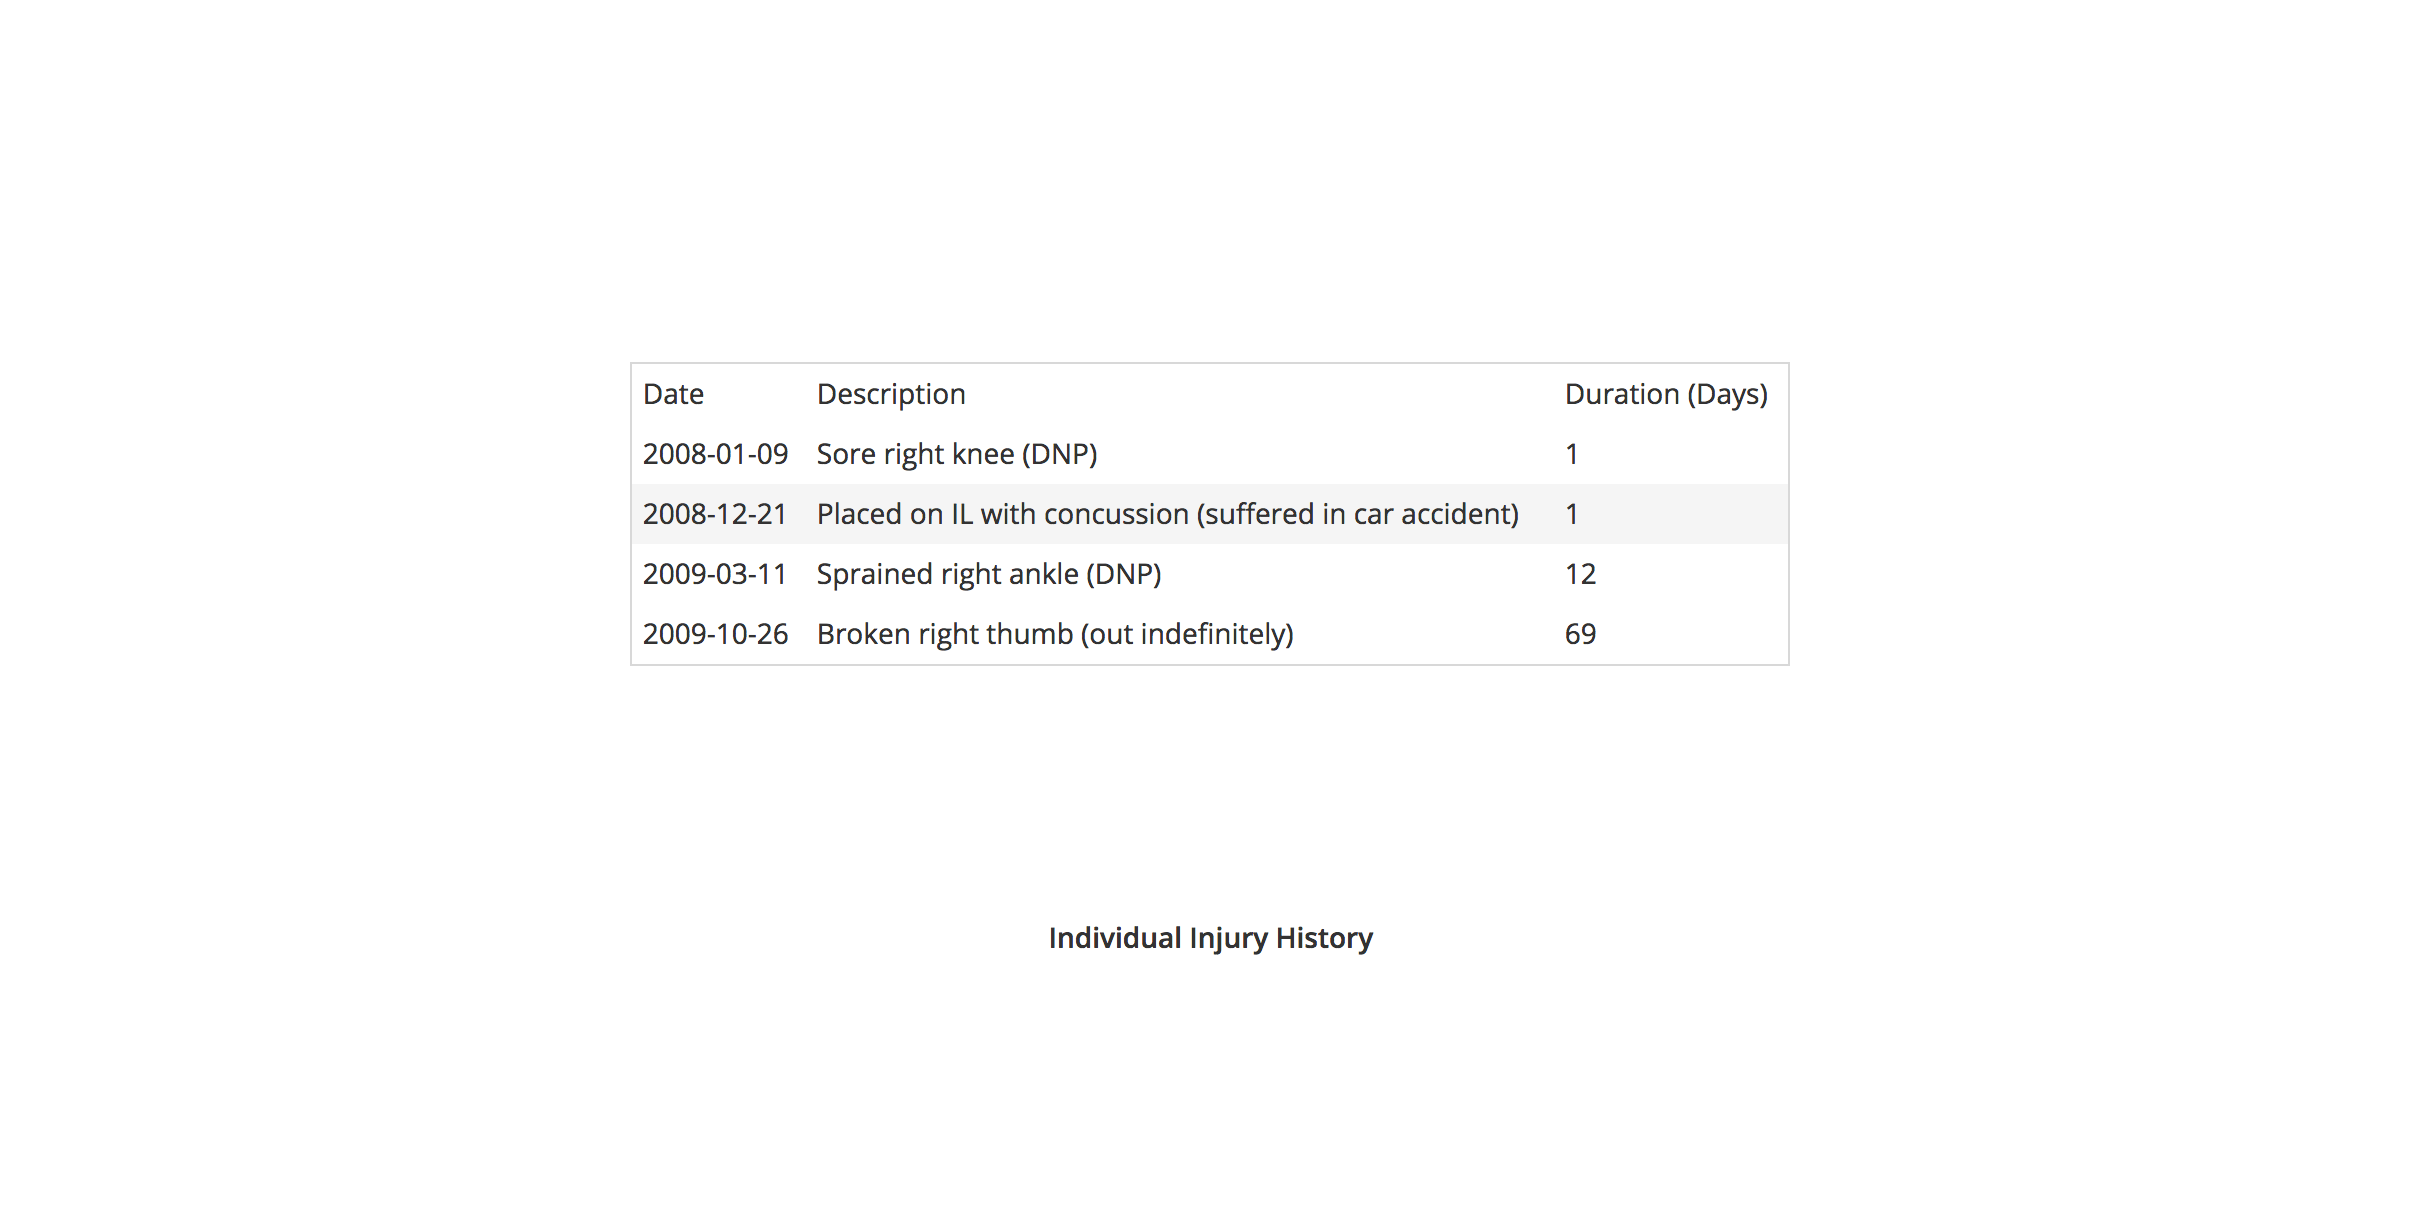 Date Description Duration (Days)
2008-01-09 Sore right knee (DNP) 1
2008-12-21 Placed on IL with concussion (suffered in car accident) 1
2009-03-11 Sprained right ankle (DNP) 12
2009-10-26 Broken right thumb (out indefinitely) 69
Individual Injury History